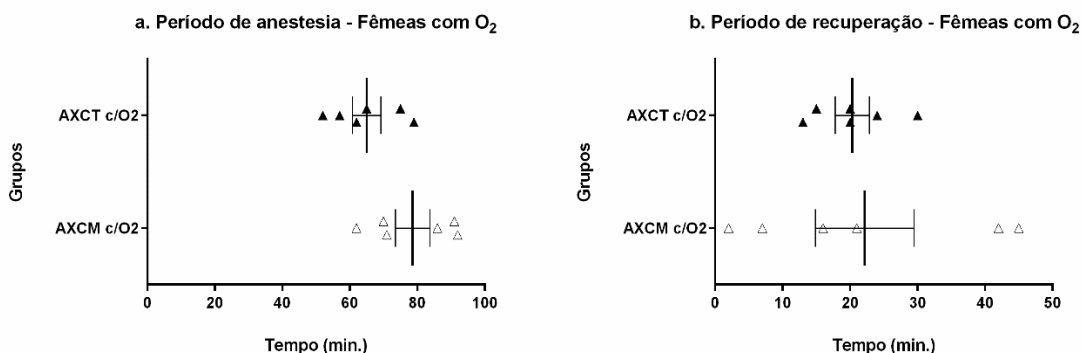 a. Período de anestesia - Fêmeas com O₂
Grupos
AXCT c/O2
AXCM c/O2
0 20 40 60 80 100
Tempo (min.)
b. Período de recuperação - Fêmeas com O₂
Grupos
AXCT c/O2
AXCM c/O2
0 10 20 30 40 50
Tempo (min.)